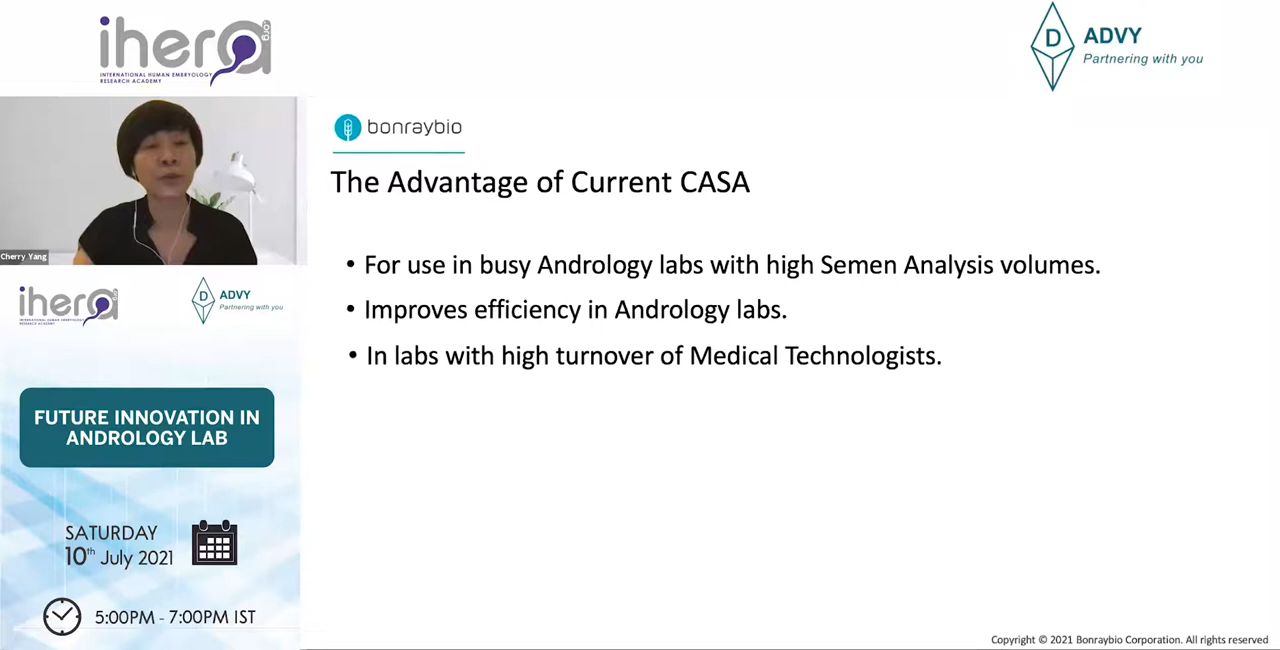 ihera
.org
INTERNATIONAL HUMAN EMBRYOLOGY
RESEARCH ACADEMY
D
ADVY
Partnering with you
Cherry Yang
bonraybio
The Advantage of Current CASA
• For use in busy Andrology labs with high Semen Analysis volumes.
• Improves efficiency in Andrology labs.
• In labs with high turnover of Medical Technologists.
ihera
.org
INTERNATIONAL HUMAN EMBRYOLOGY
RESEARCH ACADEMY
D
ADVY
Partnering with you
FUTURE INNOVATION IN
ANDROLOGY LAB
SATURDAY
10th July 2021
5:00PM - 7:00PM IST
Copyright © 2021 Bonraybio Corporation. All rights reserved